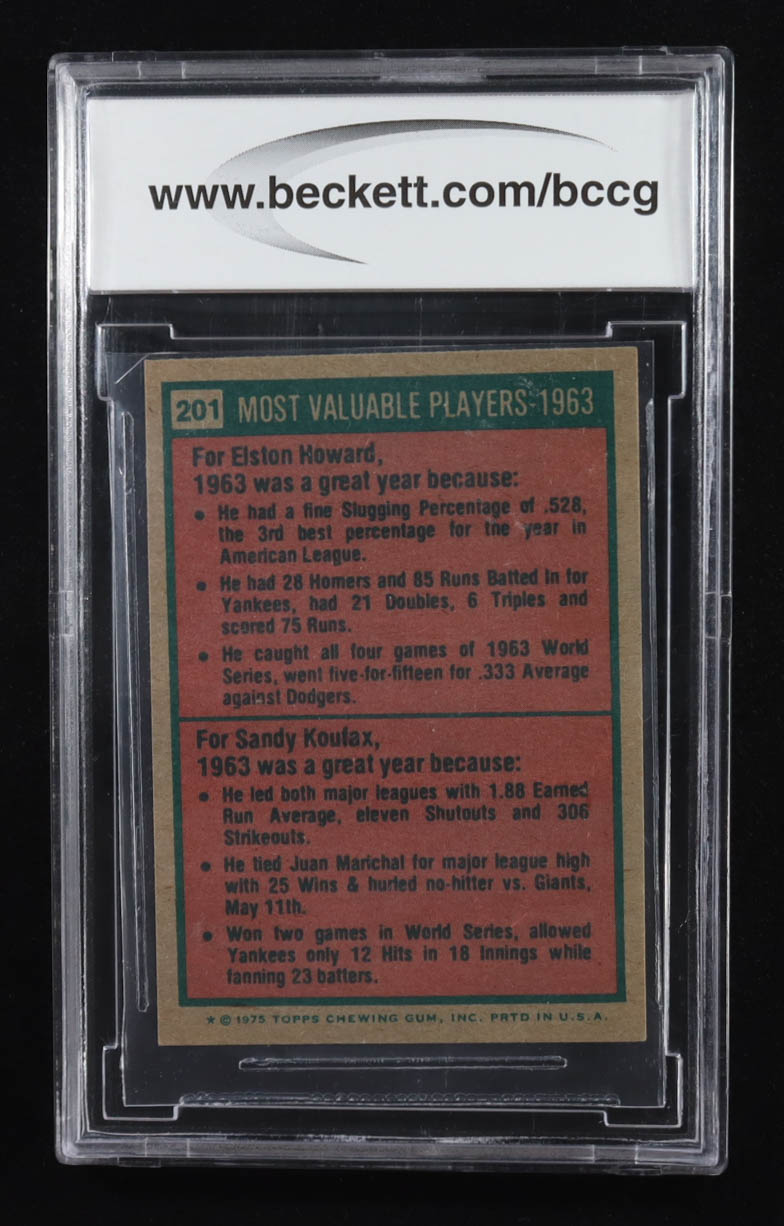 www.beckett.com/bccg
201 MOST VALUABLE PLAYERS-1963
For Elston Howard,
1963 was a great year because:
• He had a fine Slugging Percentage of .528,
the 3rd best percentage for the year in
American League.
• He had 28 Homers and 85 Runs Batted In for
Yankees, had 21 Doubles, 6 Triples and
scored 75 Runs.
• He caught all four games of 1963 World
Series, went five-for-fifteen for .333 Average
against Dodgers.
For Sandy Koufax,
1963 was a great year because:
• He led both major leagues with 1.88 Earned
Run Average, eleven Shutouts and 306
Strikeouts.
• He tied Juan Marichal for major league high
with 25 Wins & hurled no-hitter vs. Giants,
May 11th.
• Won two games in World Series, allowed
Yankees only 12 Hits in 18 Innings while
fanning 23 batters.
★ © 1975 TOPPS CHEWING GUM, INC. PRTD IN U.S.A.